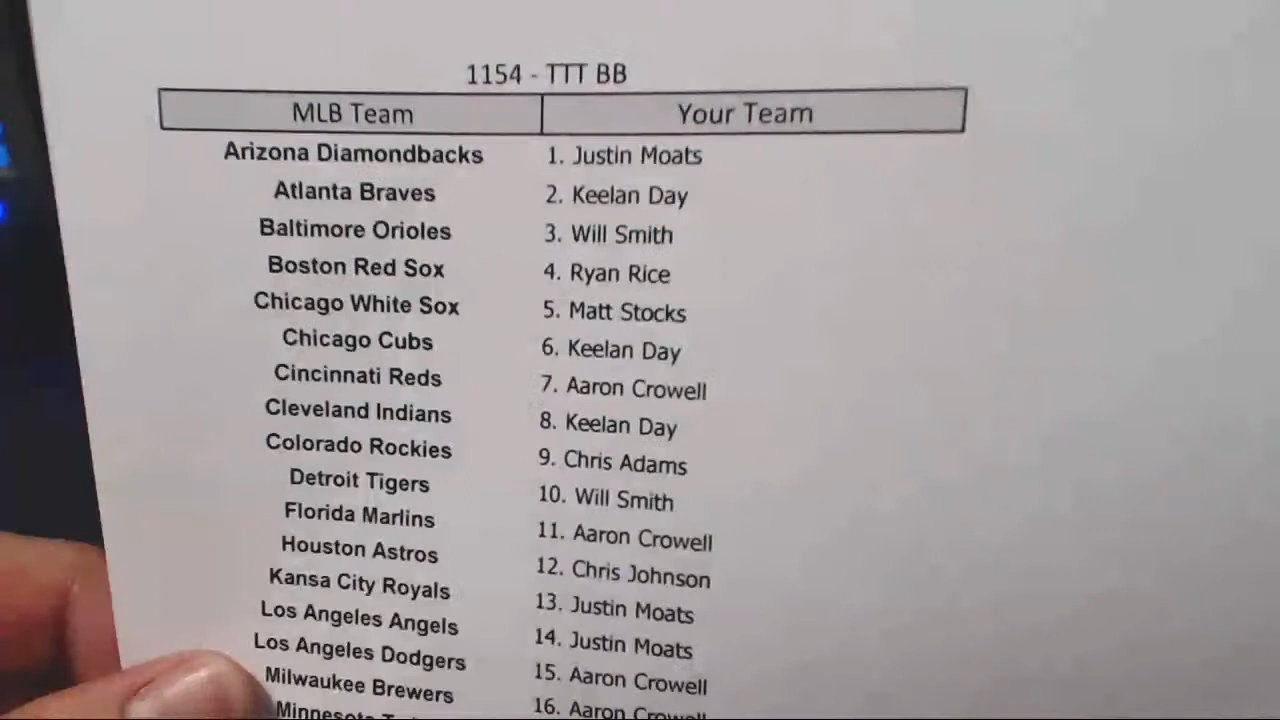 1154 - TTT BB
MLB Team Your Team
Arizona Diamondbacks 1. Justin Moats
Atlanta Braves 2. Keelan Day
Baltimore Orioles 3. Will Smith
Boston Red Sox 4. Ryan Rice
Chicago White Sox 5. Matt Stocks
Chicago Cubs 6. Keelan Day
Cincinnati Reds 7. Aaron Crowell
Cleveland Indians 8. Keelan Day
Colorado Rockies 9. Chris Adams
Detroit Tigers 10. Will Smith
Florida Marlins 11. Aaron Crowell
Houston Astros 12. Chris Johnson
Kansa City Royals 13. Justin Moats
Los Angeles Angels 14. Justin Moats
Los Angeles Dodgers 15. Aaron Crowell
Milwaukee Brewers 16. Aaron Crowell
Minnesota